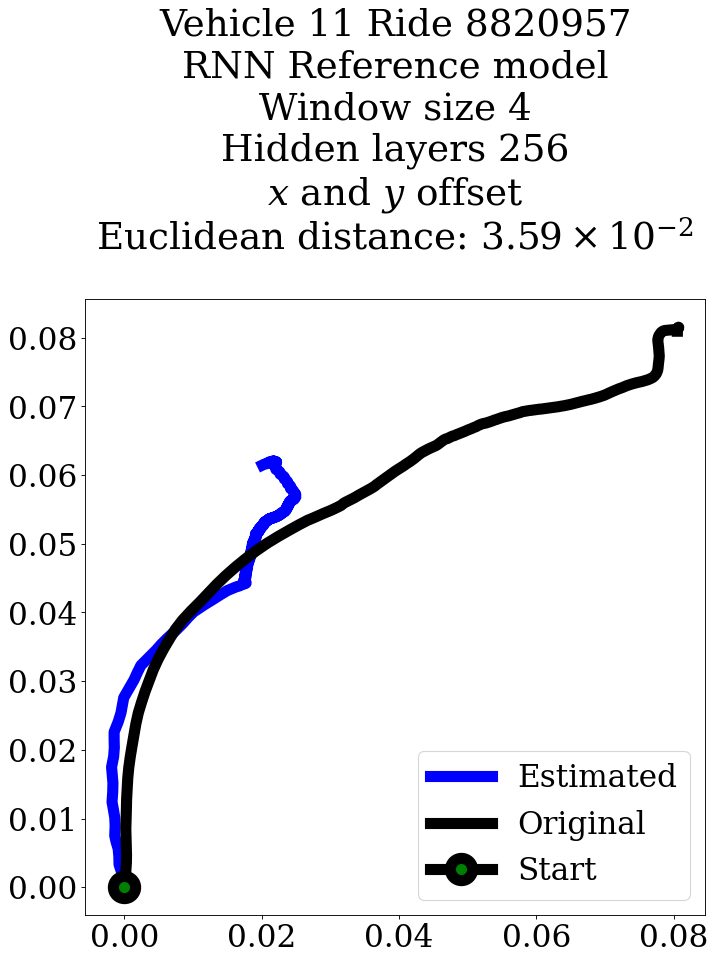 Vehicle 11 Ride 8820957
RNN Reference model
Window size 4
Hidden layers 256
x and y offset
Euclidean distance: 3.59 × 10⁻²
0.08
0.07
0.06
0.05
0.04
0.03
0.02
0.01
0.00
Estimated
Original
Start
0.00 0.02 0.04 0.06 0.08